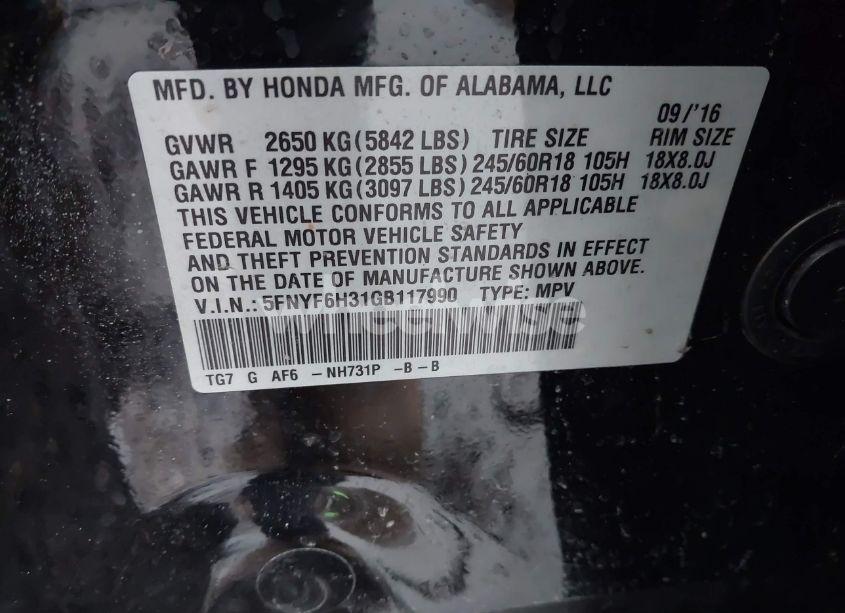 MFD. BY HONDA MFG. OF ALABAMA, LLC
09/'16
GVWR 2650 KG(5842 LBS) TIRE SIZE RIM SIZE
GAWR F 1295 KG(2855 LBS) 245/60R18 105H 18X8.0J
GAWR R 1405 KG(3097 LBS) 245/60R18 105H 18X8.0J
THIS VEHICLE CONFORMS TO ALL APPLICABLE
FEDERAL MOTOR VEHICLE SAFETY
AND THEFT PREVENTION STANDARDS IN EFFECT
ON THE DATE OF MANUFACTURE SHOWN ABOVE.
V.I.N.: 5FNYF6H31GB117990 TYPE: MPV
wheelwise
TG7 G AF6 -NH731P -B-B